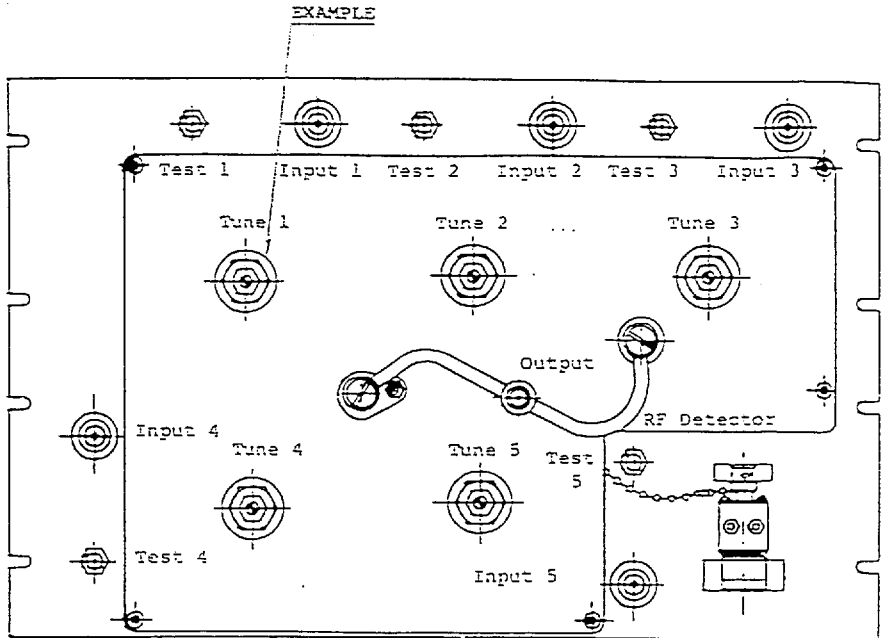 EXAMPLE
Test 1 Input 1 Test 2 Input 2 Test 3 Input 3
Tune 1 Tune 2 ... Tune 3
Output
Input 4
RF Detector
Tune 4 Tune 5
Test
5
Test 4
Input 5